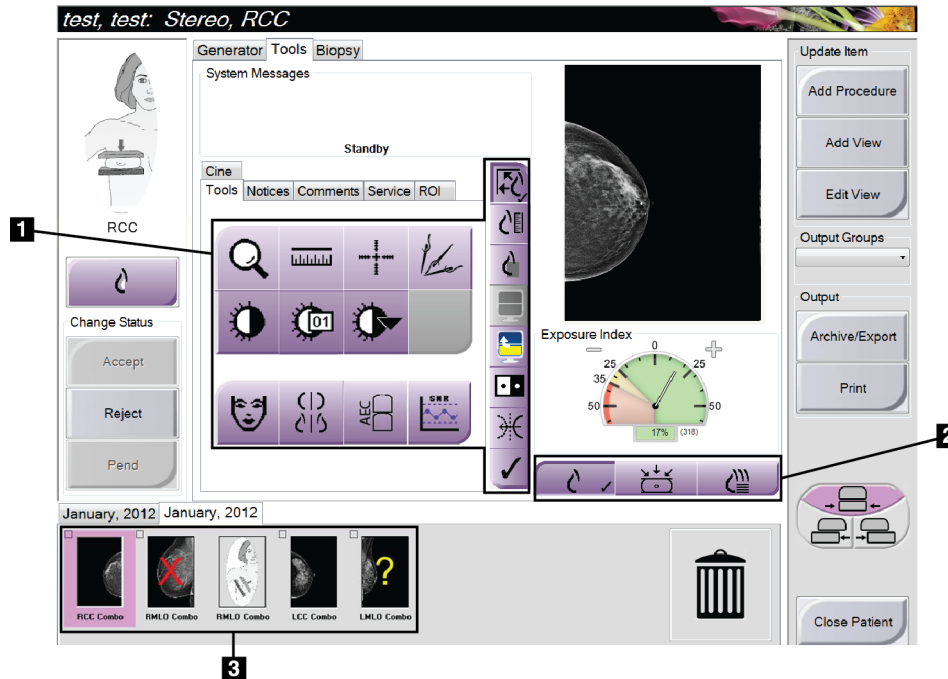 test, test: Stereo, RCC
Generator Tools Biopsy
System Messages
Standby
Cine
Tools Notices Comments Service ROI
RCC
1
01
AEC
SNR
Change Status
Accept
Reject
Pend
Exposure Index
0
25 25
35
50 50
17% (318)
2
Update Item
Add Procedure
Add View
Edit View
Output Groups
Output
Archive/Export
Print
January, 2012 January, 2012
?
RCC Combo RMLO Combo RMLO Combo LCC Combo LMLO Combo
3
Close Patient